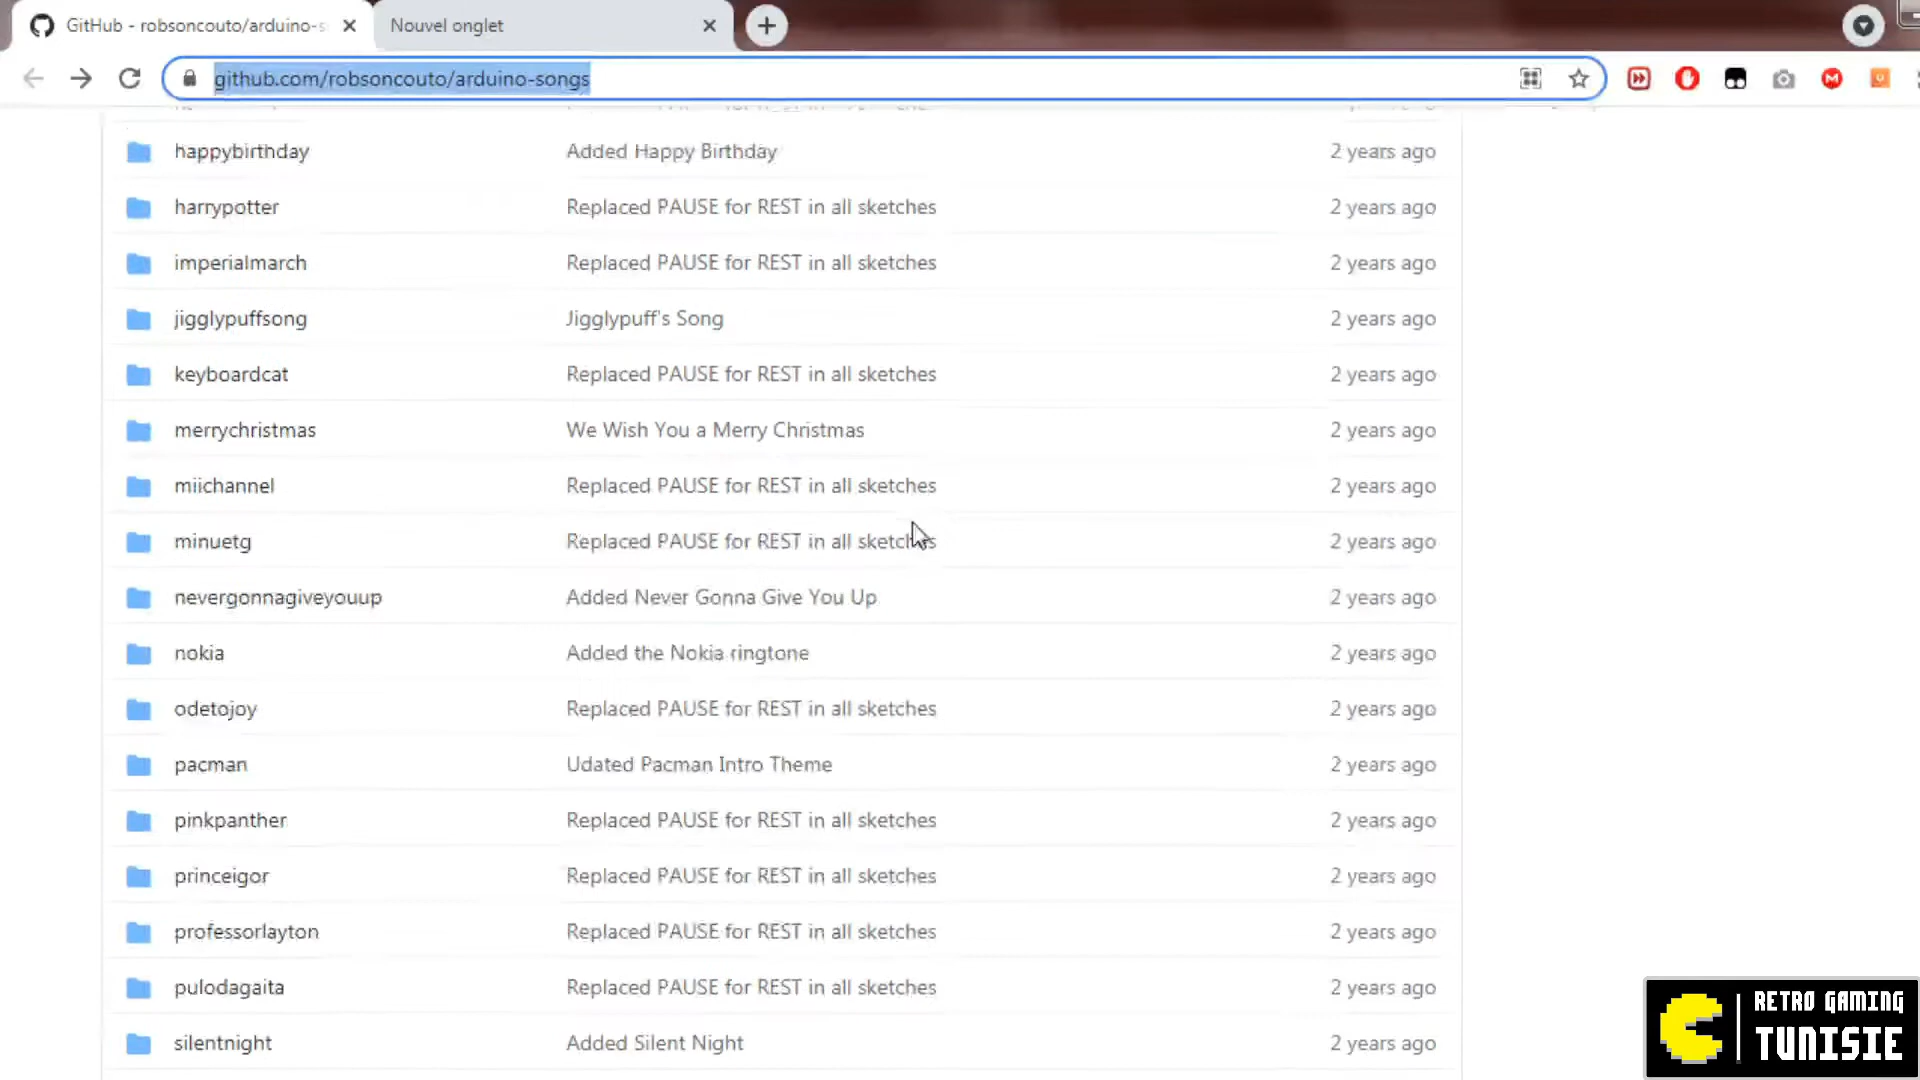 GitHub - robsoncouto/arduino-s
Nouvel onglet
github.com/robsoncouto/arduino-songs
happybirthday Added Happy Birthday 2 years ago
harrypotter Replaced PAUSE for REST in all sketches 2 years ago
imperialmarch Replaced PAUSE for REST in all sketches 2 years ago
jigglypuffsong Jigglypuff's Song 2 years ago
keyboardcat Replaced PAUSE for REST in all sketches 2 years ago
merrychristmas We Wish You a Merry Christmas 2 years ago
miichannel Replaced PAUSE for REST in all sketches 2 years ago
minuetg Replaced PAUSE for REST in all sketches 2 years ago
nevergonnagiveyouup Added Never Gonna Give You Up 2 years ago
nokia Added the Nokia ringtone 2 years ago
odetojoy Replaced PAUSE for REST in all sketches 2 years ago
pacman Udated Pacman Intro Theme 2 years ago
pinkpanther Replaced PAUSE for REST in all sketches 2 years ago
princeigor Replaced PAUSE for REST in all sketches 2 years ago
professorlayton Replaced PAUSE for REST in all sketches 2 years ago
pulodagaita Replaced PAUSE for REST in all sketches 2 years ago
silentnight Added Silent Night 2 years ago
RETRO GAMING
TUNISIE